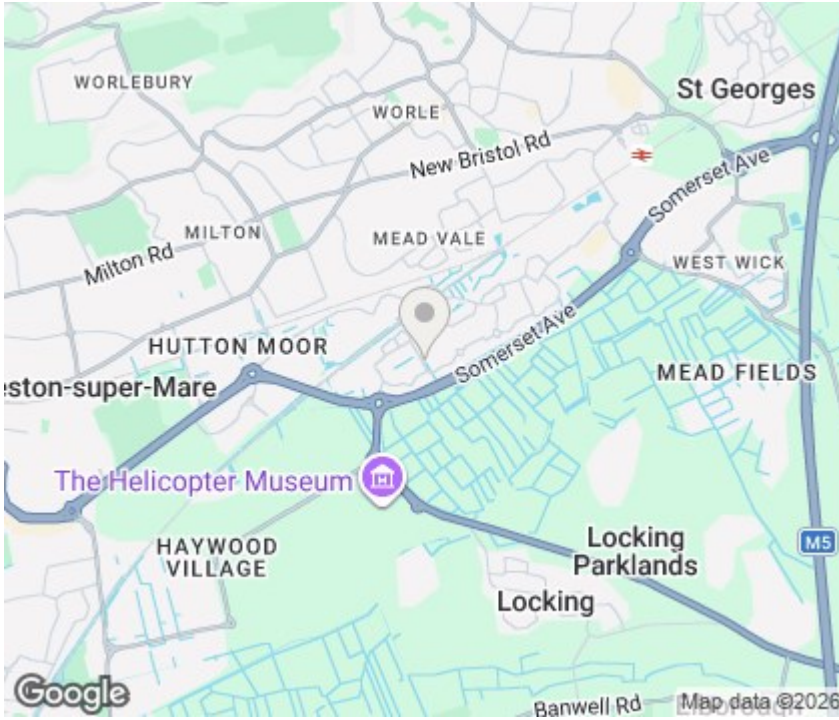 WORLEBURY
St Georges
WORLE
New Bristol Rd
Somerset Ave
MILTON
MEAD VALE
WEST WICK
Milton Rd
HUTTON MOOR
Somerset Ave
eston-super-Mare
MEAD FIELDS
The Helicopter Museum
M5
HAYWOOD
VILLAGE
Locking
Parklands
Locking
Google
Banwell Rd
Map data ©2026
Elborough